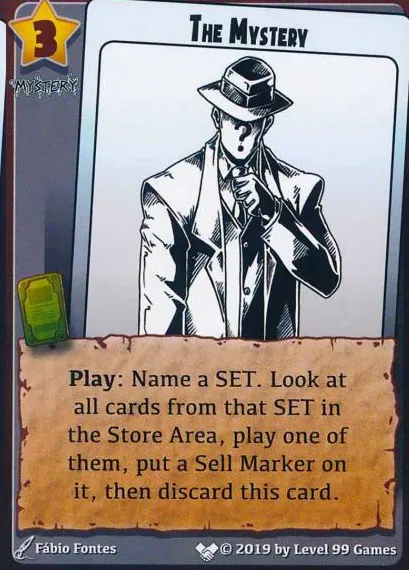 3
The Mystery
MYSTERY
?
Play: Name a SET. Look at
all cards from that SET in
the Store Area, play one of
them, put a Sell Marker on
it, then discard this card.
Fábio Fontes
© 2019 by Level 99 Games